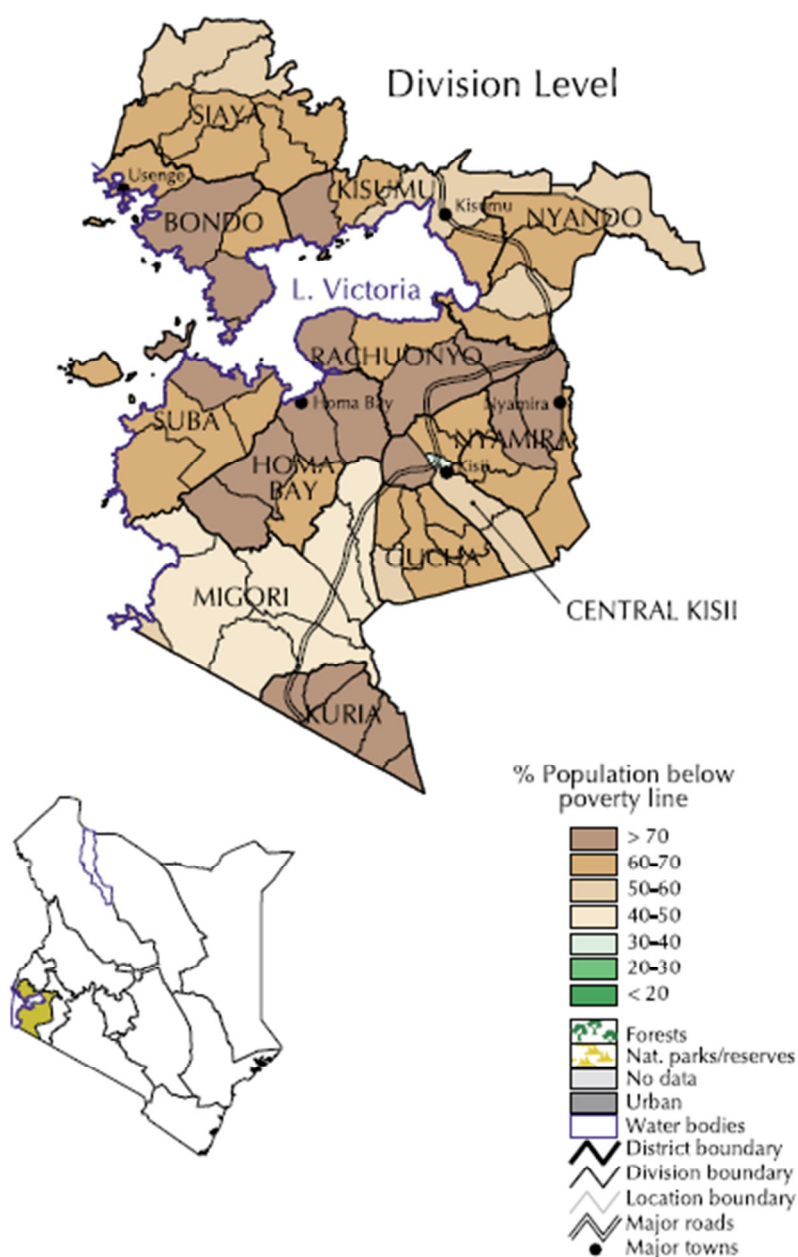 Division Level
SIAYA
Usenge
KISUMU
Kisumu
BONDO
NYANDO
L. Victoria
RACHUONYO
Homa Bay
Nyamira
SUBA
NYAMIRA
HOMA
BAY
Kisii
GUCHA
MIGORI
CENTRAL KISII
KURIA
% Population below
poverty line
> 70
60–70
50–60
40–50
30–40
20–30
< 20
Forests
Nat. parks/reserves
No data
Urban
Water bodies
District boundary
Division boundary
Location boundary
Major roads
Major towns